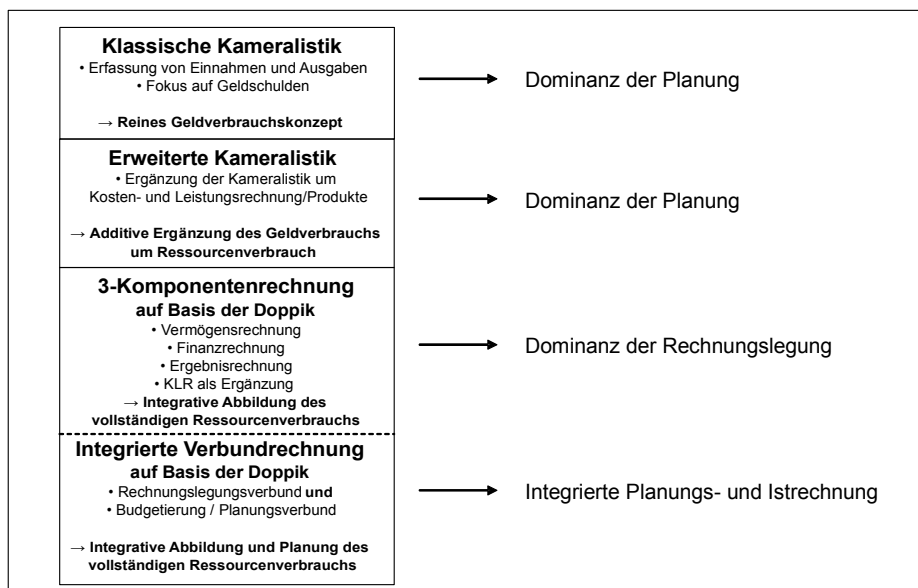 Klassische Kameralistik
• Erfassung von Einnahmen und Ausgaben
• Fokus auf Geldschulden
→ Reines Geldverbrauchskonzept
Dominanz der Planung
Erweiterte Kameralistik
• Ergänzung der Kameralistik um
Kosten- und Leistungsrechnung/Produkte
→ Additive Ergänzung des Geldverbrauchs
um Ressourcenverbrauch
Dominanz der Planung
3-Komponentenrechnung
auf Basis der Doppik
• Vermögensrechnung
• Finanzrechnung
• Ergebnisrechnung
• KLR als Ergänzung
→ Integrative Abbildung des
vollständigen Ressourcenverbrauchs
Dominanz der Rechnungslegung
Integrierte Verbundrechnung
auf Basis der Doppik
• Rechnungslegungsverbund und
• Budgetierung / Planungsverbund
→ Integrative Abbildung und Planung des
vollständigen Ressourcenverbrauchs
Integrierte Planungs- und Istrechnung